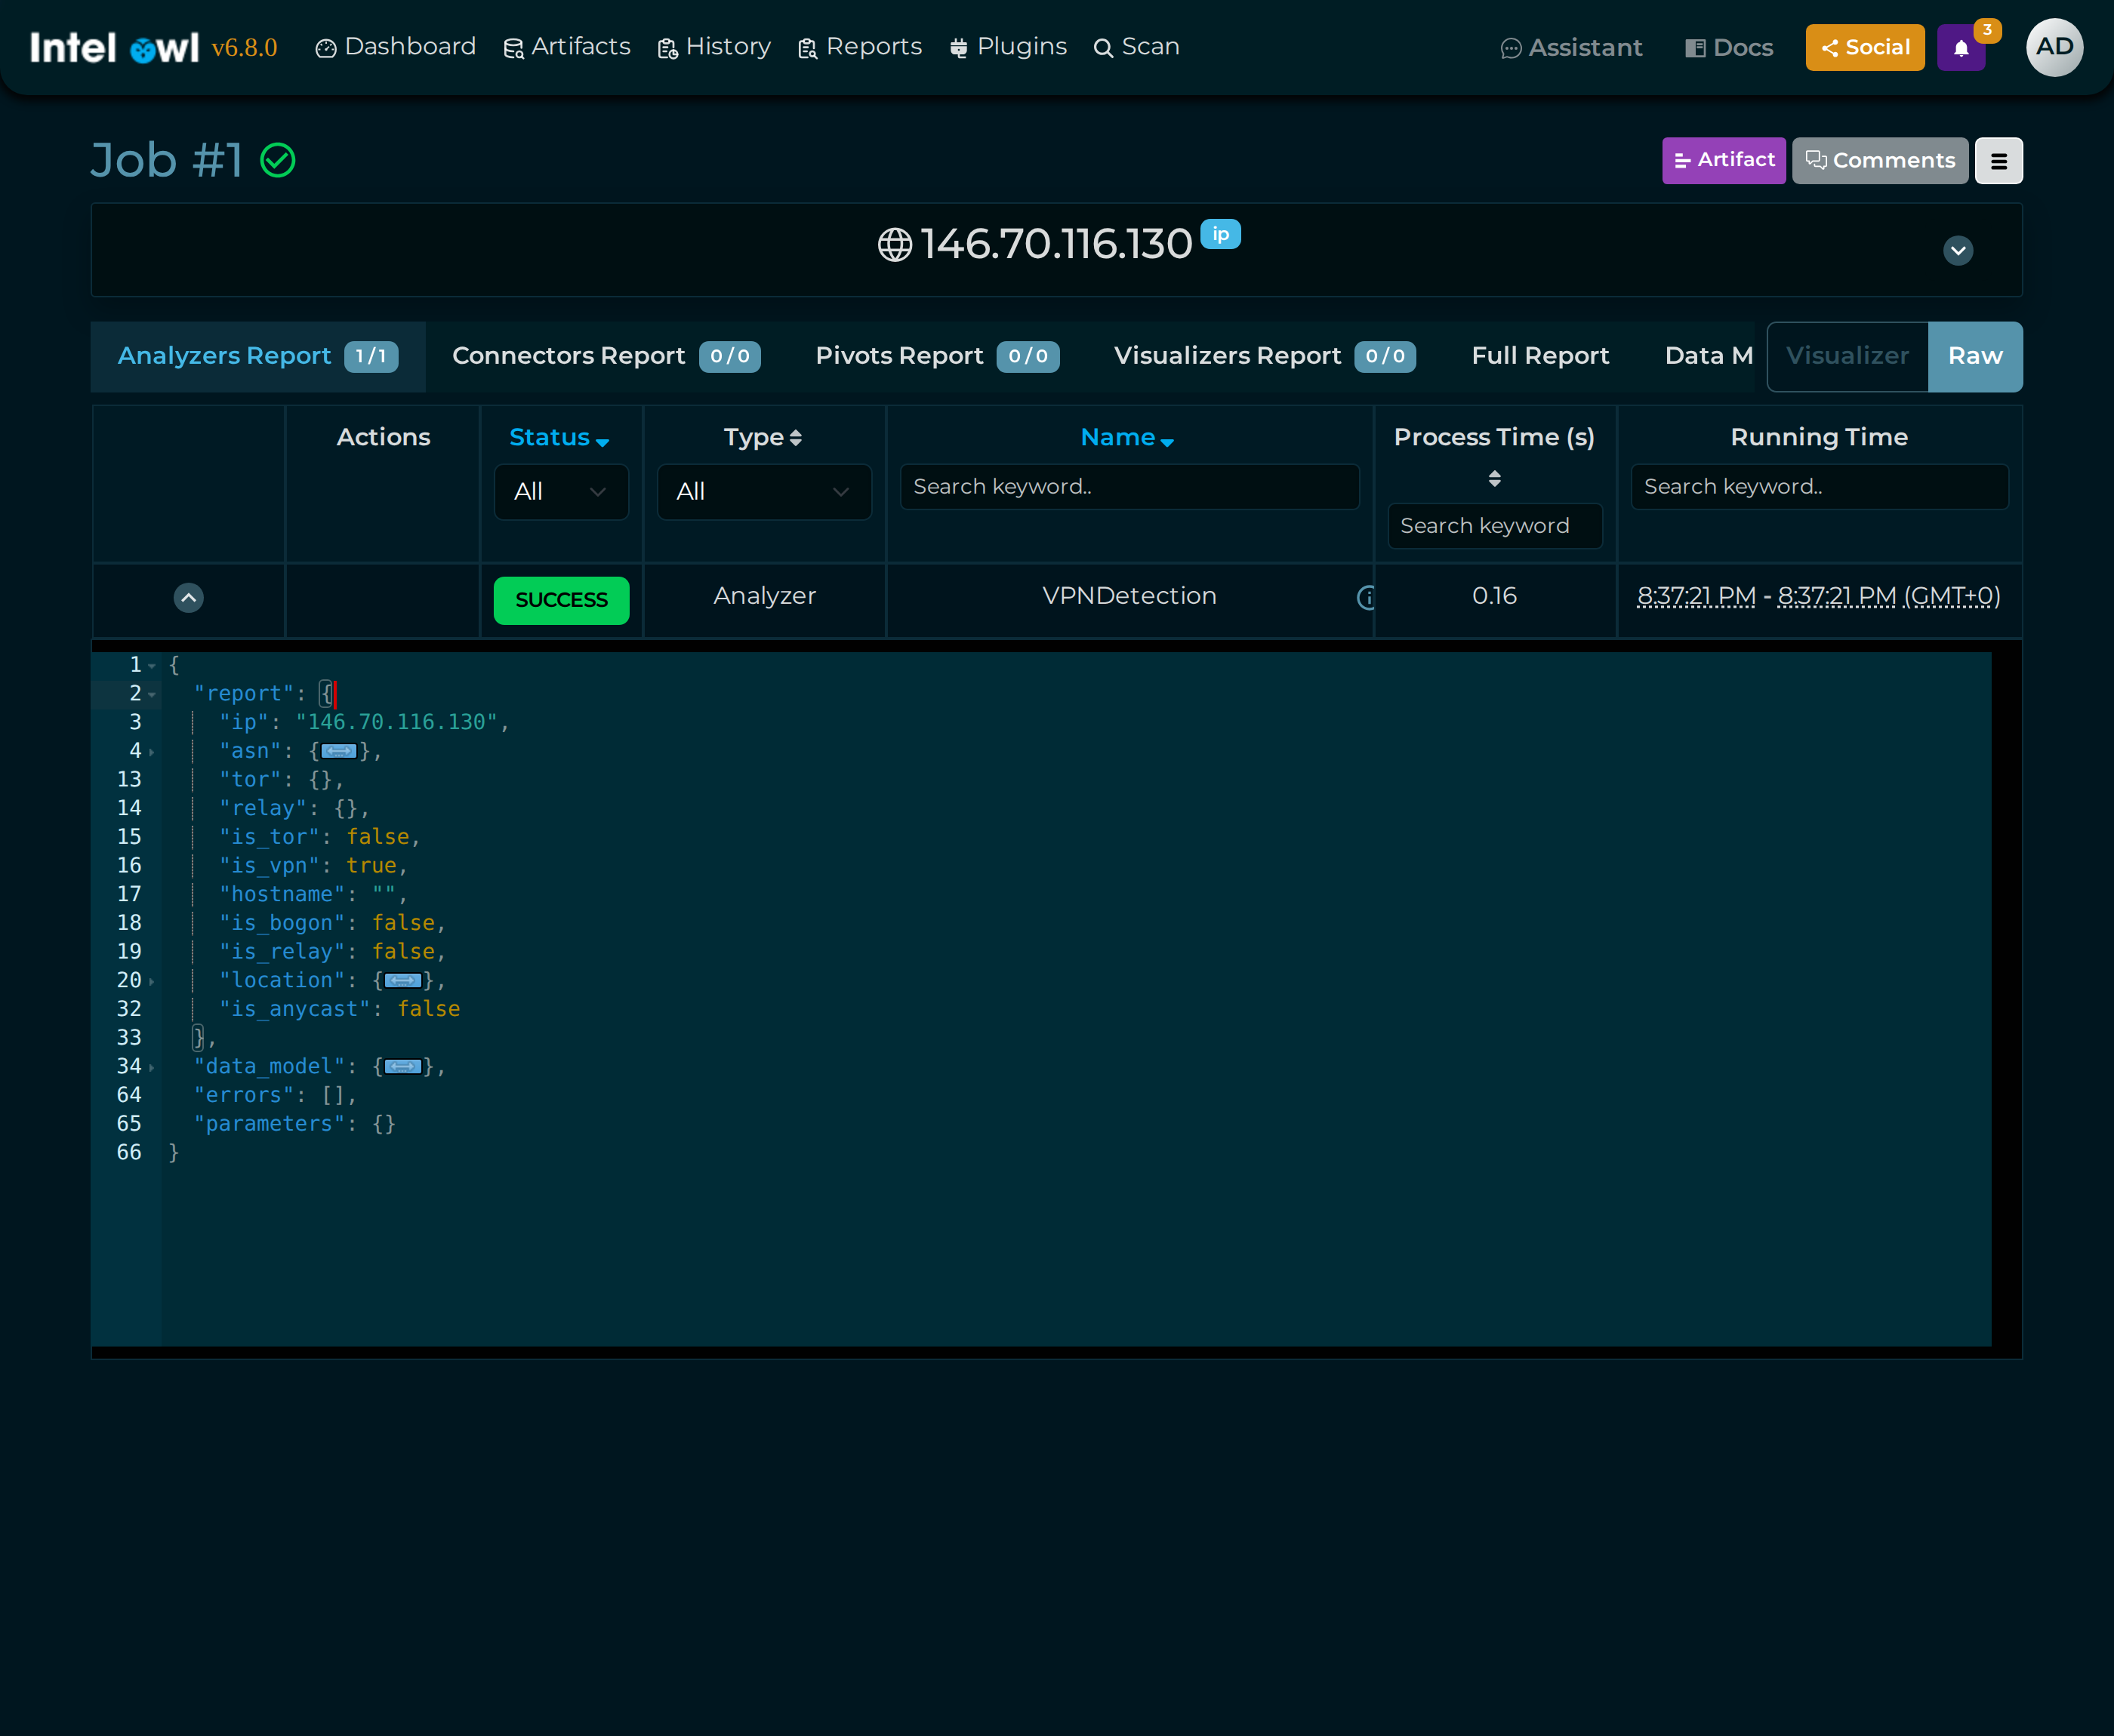 Intel Owl v6.8.0 Dashboard Artifacts History Reports Plugins Scan Assistant Docs Social 3 AD
Job #1 Artifact Comments
146.70.116.130 ip
Analyzers Report 1 / 1 Connectors Report 0 / 0 Pivots Report 0 / 0 Visualizers Report 0 / 0 Full Report Data M Visualizer Raw
Actions Status Type Name Process Time (s) Running Time
All All Search keyword.. Search keyword Search keyword..
SUCCESS Analyzer VPNDetection 0.16 8:37:21 PM - 8:37:21 PM (GMT+0)
1 {
2 "report": {
3 "ip": "146.70.116.130",
4 "asn": {},
13 "tor": {},
14 "relay": {},
15 "is_tor": false,
16 "is_vpn": true,
17 "hostname": "",
18 "is_bogon": false,
19 "is_relay": false,
20 "location": {},
32 "is_anycast": false
33 },
34 "data_model": {},
64 "errors": [],
65 "parameters": {}
66 }